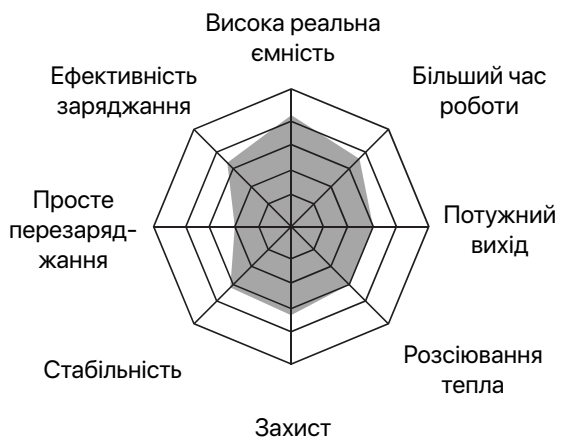 Висока реальна
ємність
Ефективність
заряджання
Більший час
роботи
Просте
перезаряд-
жання
Потужний
вихід
Стабільність
Розсіювання
тепла
Захист